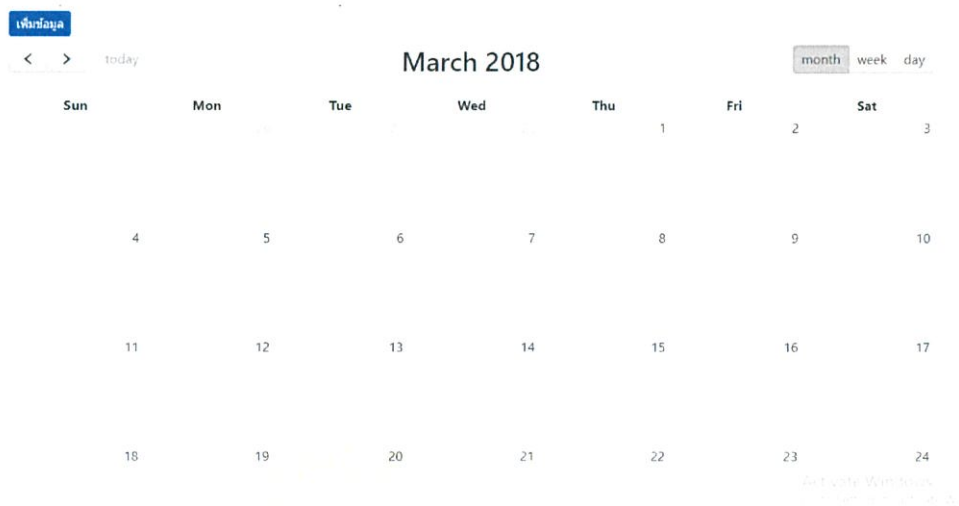 เพิ่มข้อมูล
< > today March 2018 month week day
Sun Mon Tue Wed Thu Fri Sat
1 2 3
4 5 6 7 8 9 10
11 12 13 14 15 16 17
18 19 20 21 22 23 24
Activate Windows